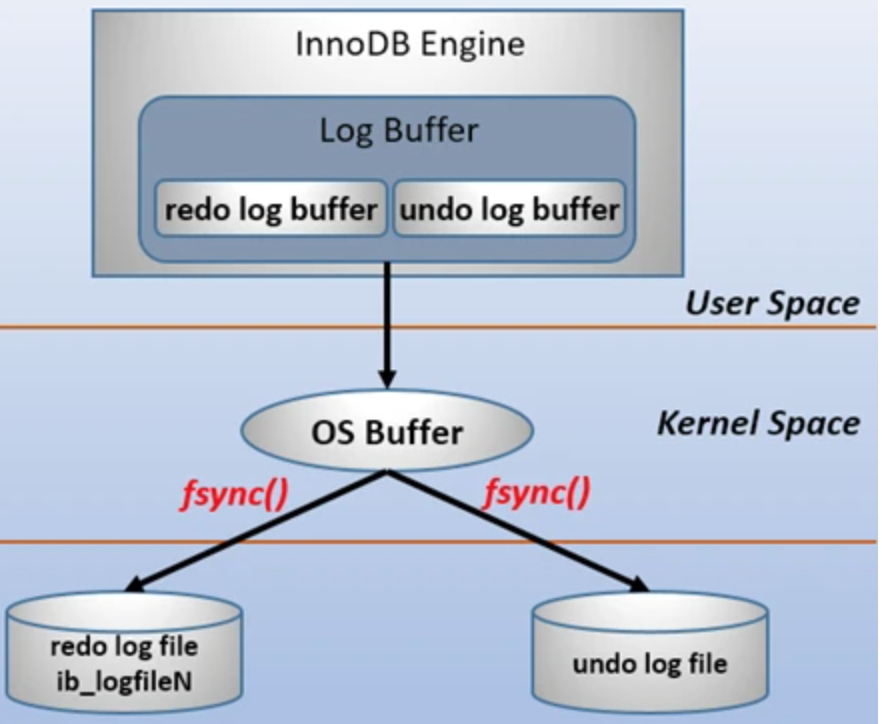 InnoDB Engine
Log Buffer
redo log buffer
undo log buffer
User Space
OS Buffer
Kernel Space
fsync()
fsync()
redo log file
ib_logfileN
undo log file